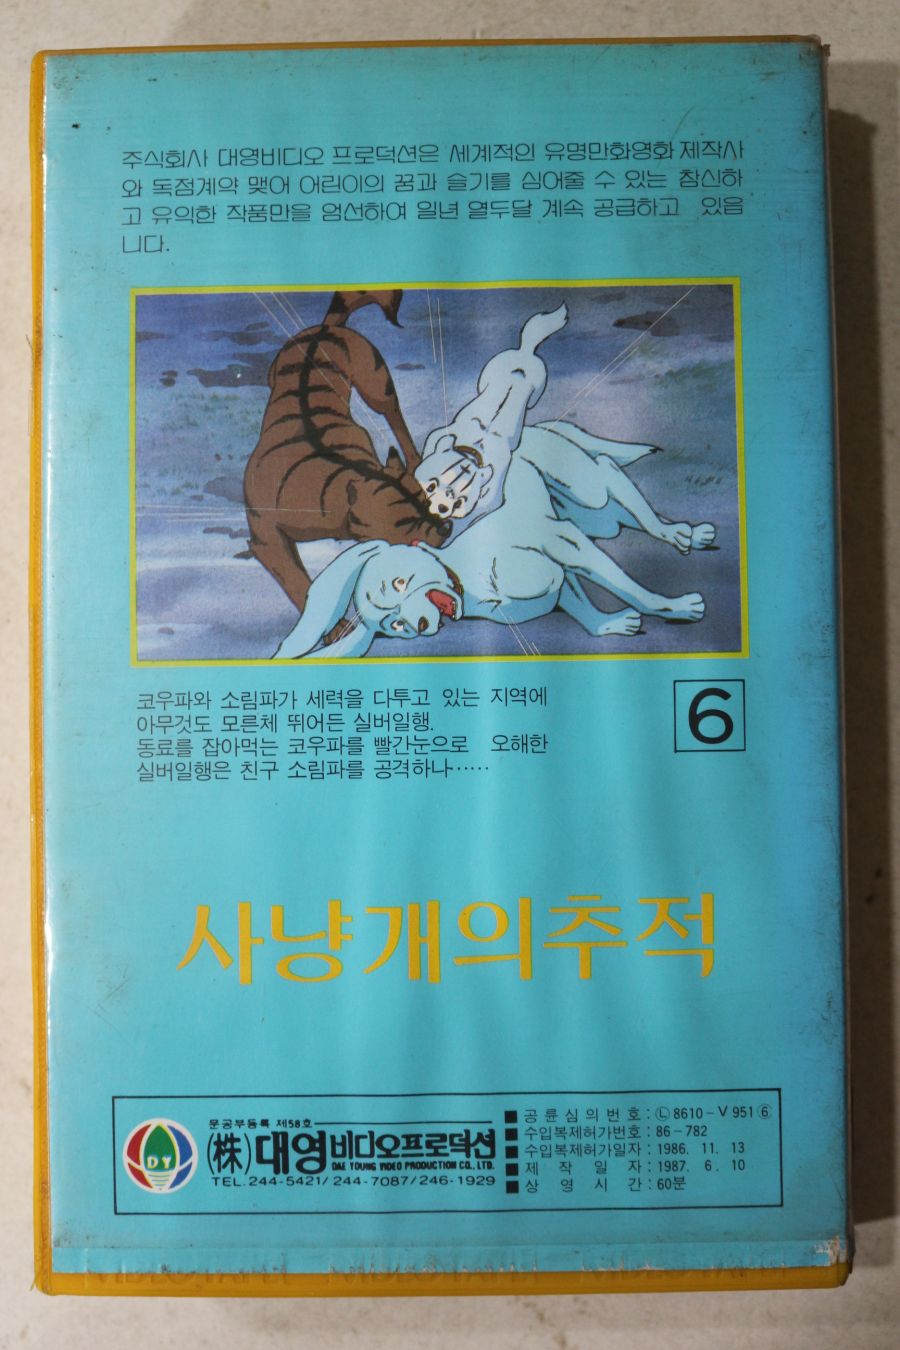 주식회사 대영비디오 프로덕션은 세계적인 유명만화영화 제작사
와 독점계약 맺어 어린이의 꿈과 슬기를 심어줄 수 있는 참신하
고 유익한 작품만을 엄선하여 일년 열두달 계속 공급하고 있읍
니다.
코우파와 소림파가 세력을 다투고 있는 지역에
아무것도 모른체 뛰어든 실버일행.
동료를 잡아먹는 코우파를 빨간눈으로 오해한
실버일행은 친구 소림파를 공격하나……
6
사냥개의추적
DY
문공부등록 제58호
(株)대영비디오프로덕션
DAE YOUNG VIDEO PRODUCTION CO., LTD.
TEL. 244-5421/244-7087/246-1929
■ 공륜심의번호 : Ⓛ 8610-V 951⑥
■ 수입복제허가번호 : 86-782
■ 수입복제허가일자 : 1986. 11. 13
■ 제작일자 : 1987. 6. 10
■ 상영시간 : 60분